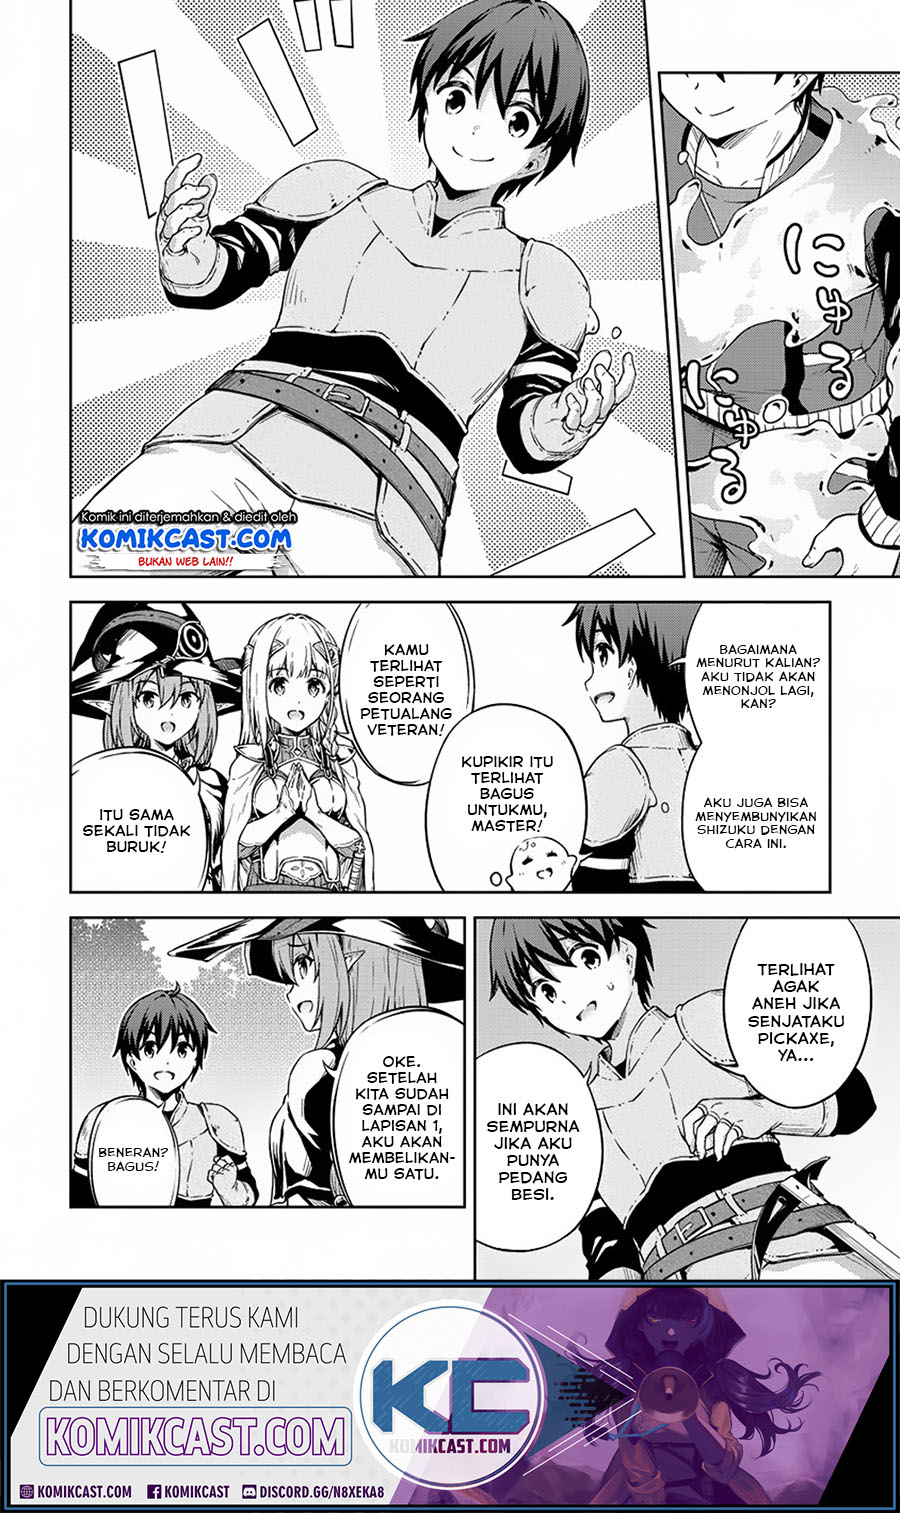 にゅる
にゅる
Komik ini diterjemahkan & diedit oleh
KOMIKCAST.COM
BUKAN WEB LAIN!!
BAGAIMANA
MENURUT KALIAN?
AKU TIDAK AKAN
MENONJOL LAGI,
KAN?
AKU JUGA BISA
MENYEMBUNYIKAN
SHIZUKU DENGAN
CARA INI.
KUPIKIR ITU
TERLIHAT
BAGUS
UNTUKMU,
MASTER!
KAMU
TERLIHAT
SEPERTI
SEORANG
PETUALANG
VETERAN!
ITU SAMA
SEKALI TIDAK
BURUK!
TERLIHAT
AGAK
ANEH JIKA
SENJATAKU
PICKAXE,
YA...
INI AKAN
SEMPURNA
JIKA AKU
PUNYA
PEDANG
BESI.
OKE.
SETELAH
KITA SUDAH
SAMPAI DI
LAPISAN 1,
AKU AKAN
MEMBELIKAN-
MU SATU.
BENERAN?
BAGUS!
DUKUNG TERUS KAMI
DENGAN SELALU MEMBACA
DAN BERKOMENTAR DI
KOMIKCAST.COM
KC
KOMIKCAST.COM
KOMIKCAST.COM KOMIKCAST DISCORD.GG/N8XEKA8